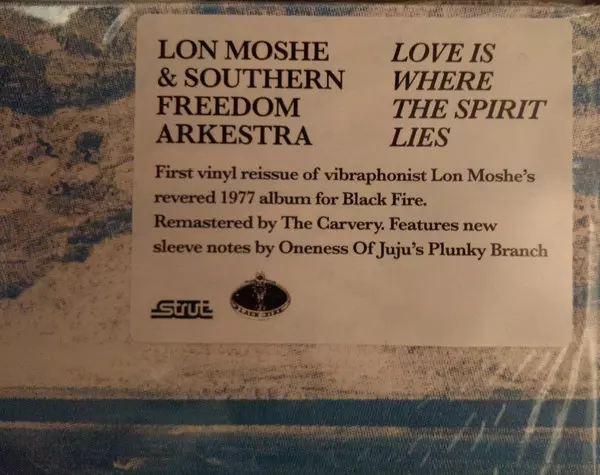 LON MOSHE
& SOUTHERN
FREEDOM
ARKESTRA
LOVE IS
WHERE
THE SPIRIT
LIES
First vinyl reissue of vibraphonist Lon Moshe's
revered 1977 album for Black Fire.
Remastered by The Carvery. Features new
sleeve notes by Oneness Of Juju's Plunky Branch
Strut
BLACK FIRE